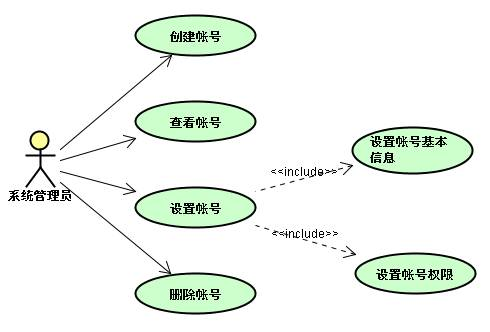 创建帐号
查看帐号
设置帐号基本
信息
<<include>>
系统管理员
设置帐号
<<include>>
设置帐号权限
删除帐号